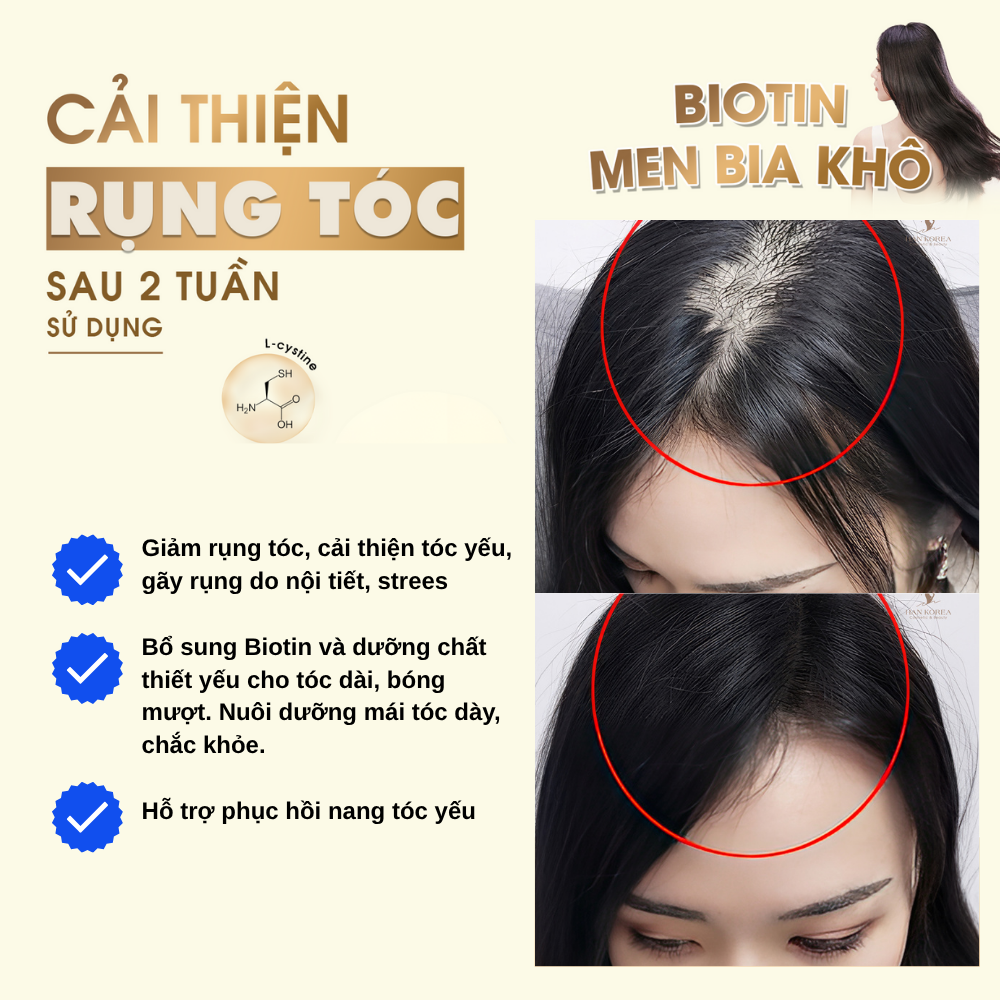 CẢI THIỆN
RỤNG TÓC
SAU 2 TUẦN
SỬ DỤNG
L-cystine
SH
H₂N
O
OH
BIOTIN
MEN BIA KHÔ
Giảm rụng tóc, cải thiện tóc yếu,
gãy rụng do nội tiết, strees
Bổ sung Biotin và dưỡng chất
thiết yếu cho tóc dài, bóng
mượt. Nuôi dưỡng mái tóc dày,
chắc khỏe.
Hỗ trợ phục hồi nang tóc yếu
KOREA
KOREA